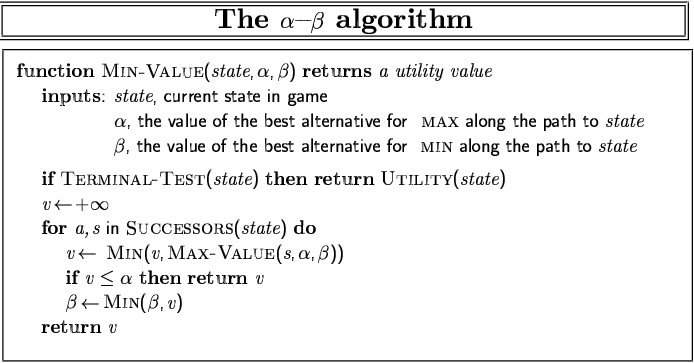 The α–β algorithm
function Min-Value(state, α, β) returns a utility value
inputs: state, current state in game
α, the value of the best alternative for max along the path to state
β, the value of the best alternative for min along the path to state
if Terminal-Test(state) then return Utility(state)
v ← +∞
for a, s in Successors(state) do
v ← Min(v, Max-Value(s, α, β))
if v ≤ α then return v
β ← Min(β, v)
return v